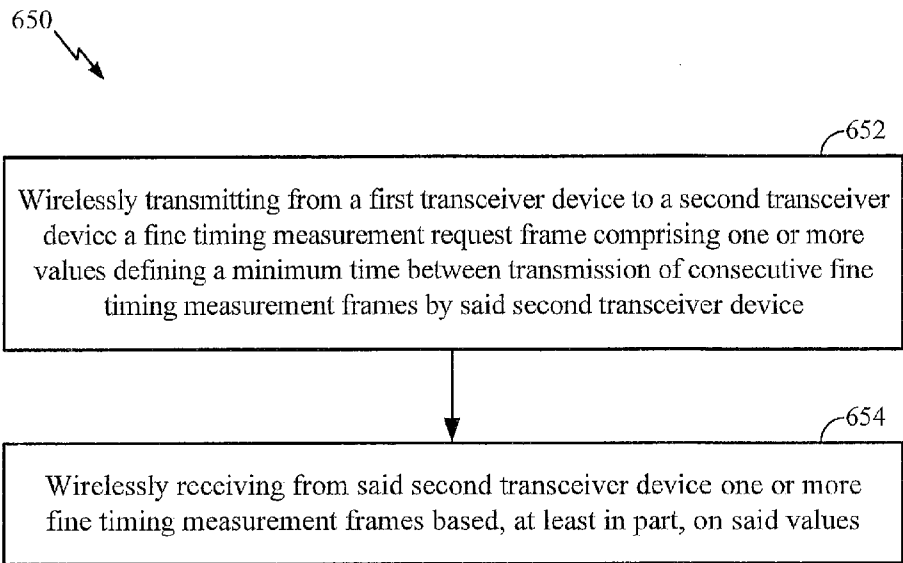 650
652
Wirelessly transmitting from a first transceiver device to a second transceiver
device a fine timing measurement request frame comprising one or more
values defining a minimum time between transmission of consecutive fine
timing measurement frames by said second transceiver device
654
Wirelessly receiving from said second transceiver device one or more
fine timing measurement frames based, at least in part, on said values